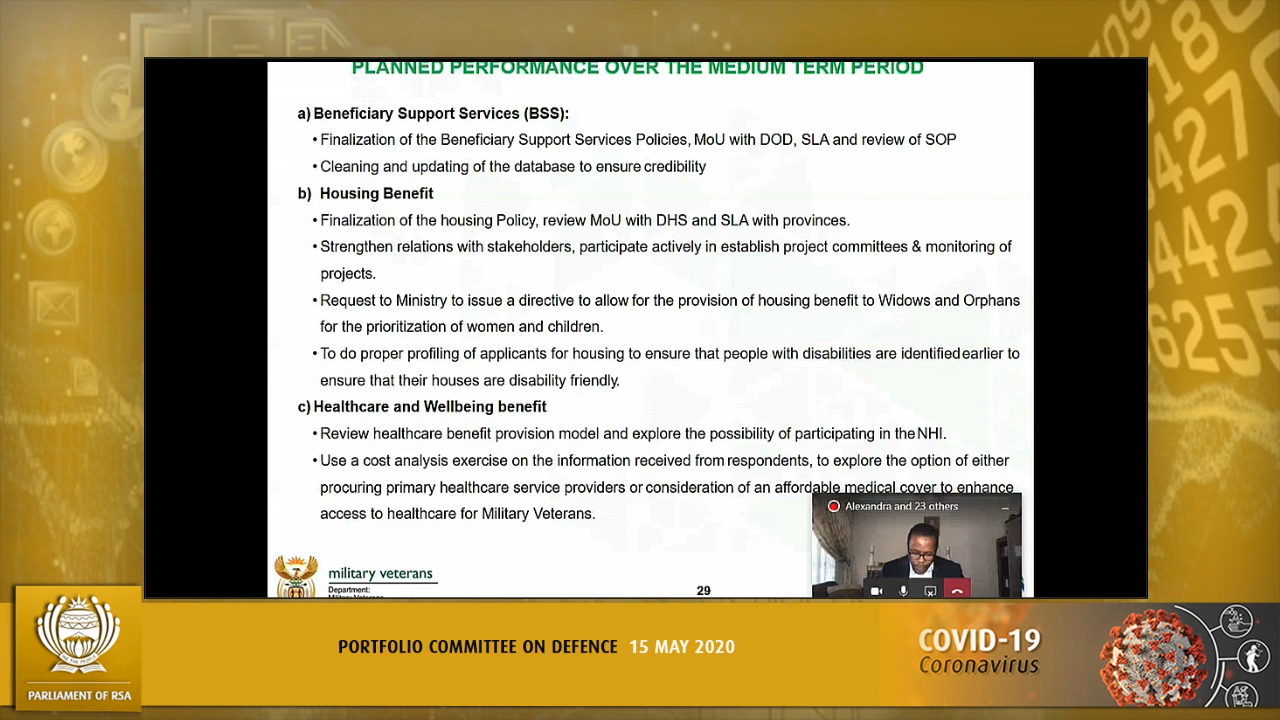 PLANNED PERFORMANCE OVER THE MEDIUM TERM PERIOD
a) Beneficiary Support Services (BSS):
• Finalization of the Beneficiary Support Services Policies, MoU with DOD, SLA and review of SOP
• Cleaning and updating of the database to ensure credibility
b) Housing Benefit
• Finalization of the housing Policy, review MoU with DHS and SLA with provinces.
• Strengthen relations with stakeholders, participate actively in establish project committees & monitoring of
projects.
• Request to Ministry to issue a directive to allow for the provision of housing benefit to Widows and Orphans
for the prioritization of women and children.
• To do proper profiling of applicants for housing to ensure that people with disabilities are identified earlier to
ensure that their houses are disability friendly.
c) Healthcare and Wellbeing benefit
• Review healthcare benefit provision model and explore the possibility of participating in the NHI.
• Use a cost analysis exercise on the information received from respondents, to explore the option of either
procuring primary healthcare service providers or consideration of an affordable medical cover to enhance
access to healthcare for Military Veterans.
Alexandra and 23 others
military veterans
Department:
Military Veterans
29
PORTFOLIO COMMITTEE ON DEFENCE 15 MAY 2020
COVID-19
Coronavirus
PARLIAMENT OF RSA